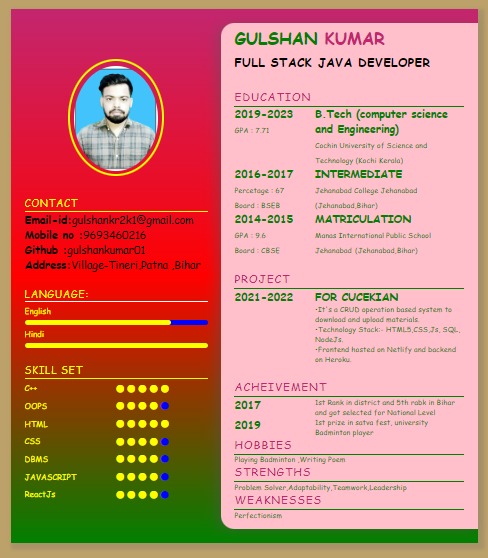 GULSHAN KUMAR
FULL STACK JAVA DEVELOPER
CONTACT
Email-id:gulshankr2k1@gmail.com
Mobile no :9693460216
Github :gulshankumar01
Address:Village-Tineri,Patna ,Bihar
LANGUAGE:
English
Hindi
SKILL SET
C++
OOPS
HTML
CSS
DBMS
JAVASCRIPT
ReactJs
EDUCATION
2019-2023 B.Tech (computer science
and Engineering)
GPA : 7.71
Cochin University of Science and
Technology (Kochi Kerala)
2016-2017 INTERMEDIATE
Percetage : 67 Jehanabad College Jehanabad
Board : BSEB (Jehanabad,Bihar)
2014-2015 MATRICULATION
GPA : 9.6 Manas International Public School
Board : CBSE Jehanabad (Jehanabad,Bihar)
PROJECT
2021-2022 FOR CUCEKIAN
•It's a CRUD operation based system to
download and upload materials.
•Technology Stack:- HTML5,CSS,Js, SQL,
NodeJs.
•Frontend hosted on Netlify and backend
on Heroku.
ACHEIVEMENT
2017 1st Rank in district and 5th rabk in Bihar
and got selected for National Level
2019 1st prize in satva fest, university
Badminton player
HOBBIES
Playing Badminton ,Writing Poem
STRENGTHS
Problem Solver,Adaptability,Teamwork,Leadership
WEAKNESSES
Perfectionism